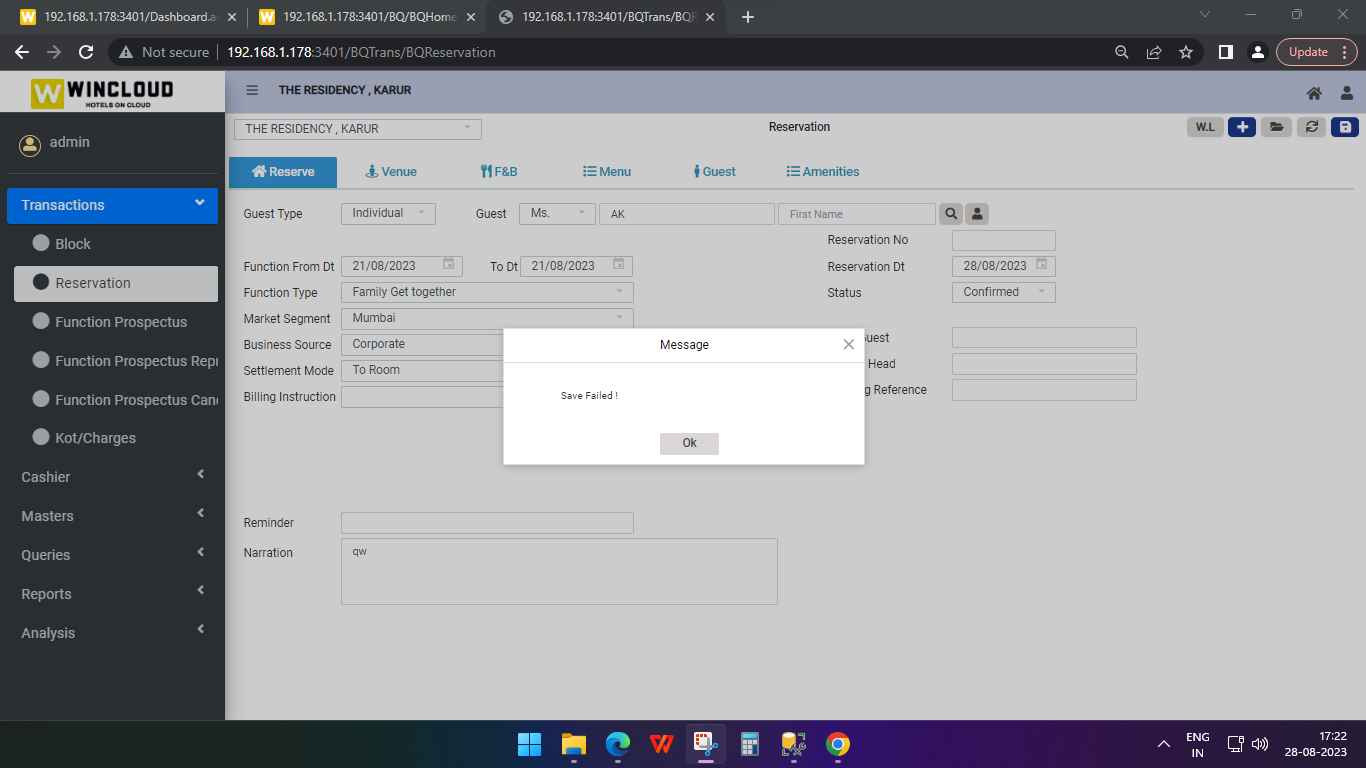 192.168.1.178:3401/Dashboard.as
192.168.1.178:3401/BQ/BQHome
192.168.1.178:3401/BQTrans/BQR
Not secure
192.168.1.178:3401/BQTrans/BQReservation
Update
W WINCLOUD
HOTELS ON CLOUD
THE RESIDENCY , KARUR
admin
THE RESIDENCY , KARUR
Reservation
W.L
Reserve
Venue
F&B
Menu
Guest
Amenities
Transactions
Block
Reservation
Function Prospectus
Function Prospectus Repr
Function Prospectus Canc
Kot/Charges
Cashier
Masters
Queries
Reports
Analysis
Guest Type
Individual
Guest
Ms.
AK
First Name
Reservation No
Function From Dt
21/08/2023
To Dt
21/08/2023
Reservation Dt
28/08/2023
Function Type
Family Get together
Status
Confirmed
Market Segment
Mumbai
Business Source
Corporate
uest
Settlement Mode
To Room
Head
Billing Instruction
g Reference
Message
Save Failed !
Ok
Reminder
Narration
qw
ENG
IN
17:22
28-08-2023